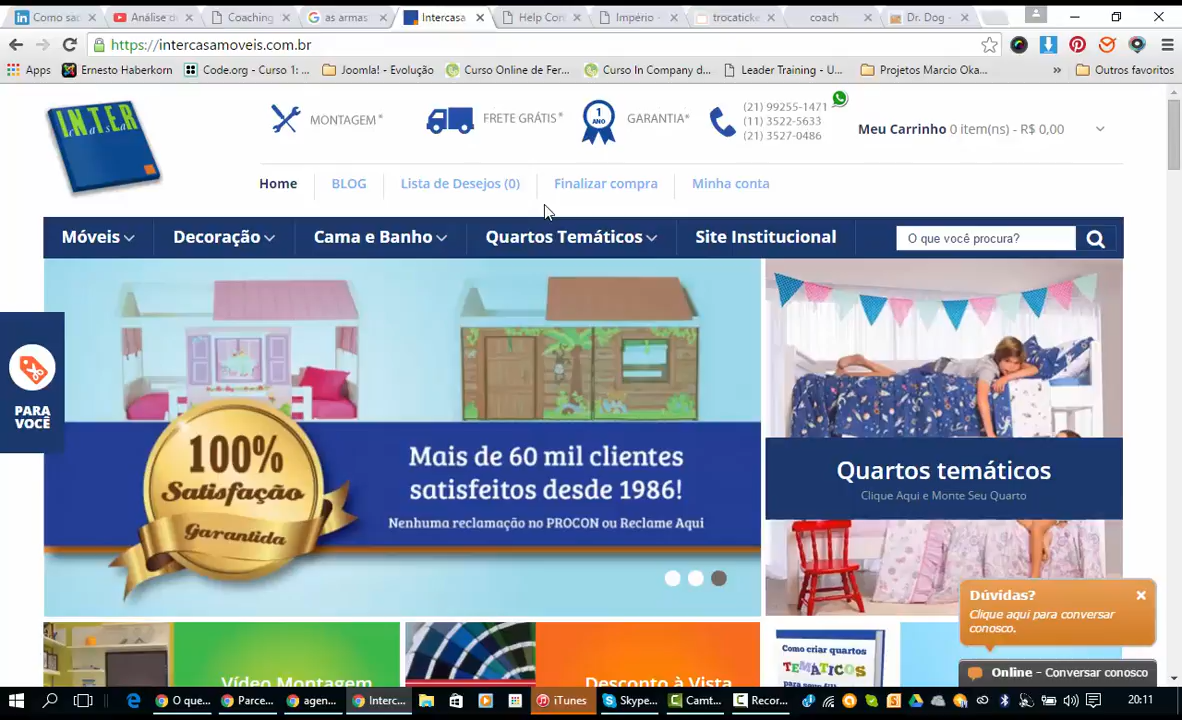 Como sac
Análise d
Coaching
as armas
Intercasa
Help Con
Império -
trocaticke
coach
Dr. Dog -
https://intercasamoveis.com.br
Apps
Ernesto Haberkorn
Code.org - Curso 1: ...
Joomla! - Evolução
Curso Online de Fer...
Curso In Company d...
Leader Training - U...
Projetos Marcio Oka...
»
Outros favoritos
INTER
casa
MONTAGEM*
FRETE GRÁTIS*
1
ANO
GARANTIA*
(21) 99255-1471
(11) 3522-5633
(21) 3527-0486
Meu Carrinho 0 item(ns) - R$ 0,00
Home
BLOG
Lista de Desejos (0)
Finalizar compra
Minha conta
Móveis
Decoração
Cama e Banho
Quartos Temáticos
Site Institucional
O que você procura?
PARA
VOCÊ
100%
Satisfação
Garantida
Mais de 60 mil clientes
satisfeitos desde 1986!
Nenhuma reclamação no PROCON ou Reclame Aqui
Quartos temáticos
Clique Aqui e Monte Seu Quarto
Dúvidas?
Clique aqui para conversar
conosco.
Vídeo Montagem
Desconto à Vista
Como criar quartos
TEMÁTICOS
Online - Conversar conosco
O que...
Parce...
agen...
Interc...
iTunes
Skype...
Camt...
Recor...
20:11